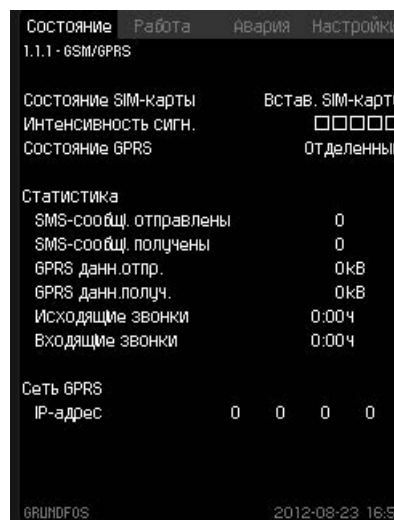 Состояние Работа Авария Настройки
1.1.1 - GSM/GPRS
Состояние SIM-карты Встав. SIM-карт
Интенсивность сигн.
Состояние GPRS Отделенный
Статистика
SMS-сообщ. отправлены 0
SMS-сообщ. получены 0
GPRS данн.отпр. 0kB
GPRS данн.получ. 0kB
Исходящие звонки 0:00ч
Входящие звонки 0:00ч
Сеть GPRS
IP-адрес 0 0 0 0
GRUNDFOS 2012-08-23 16:5